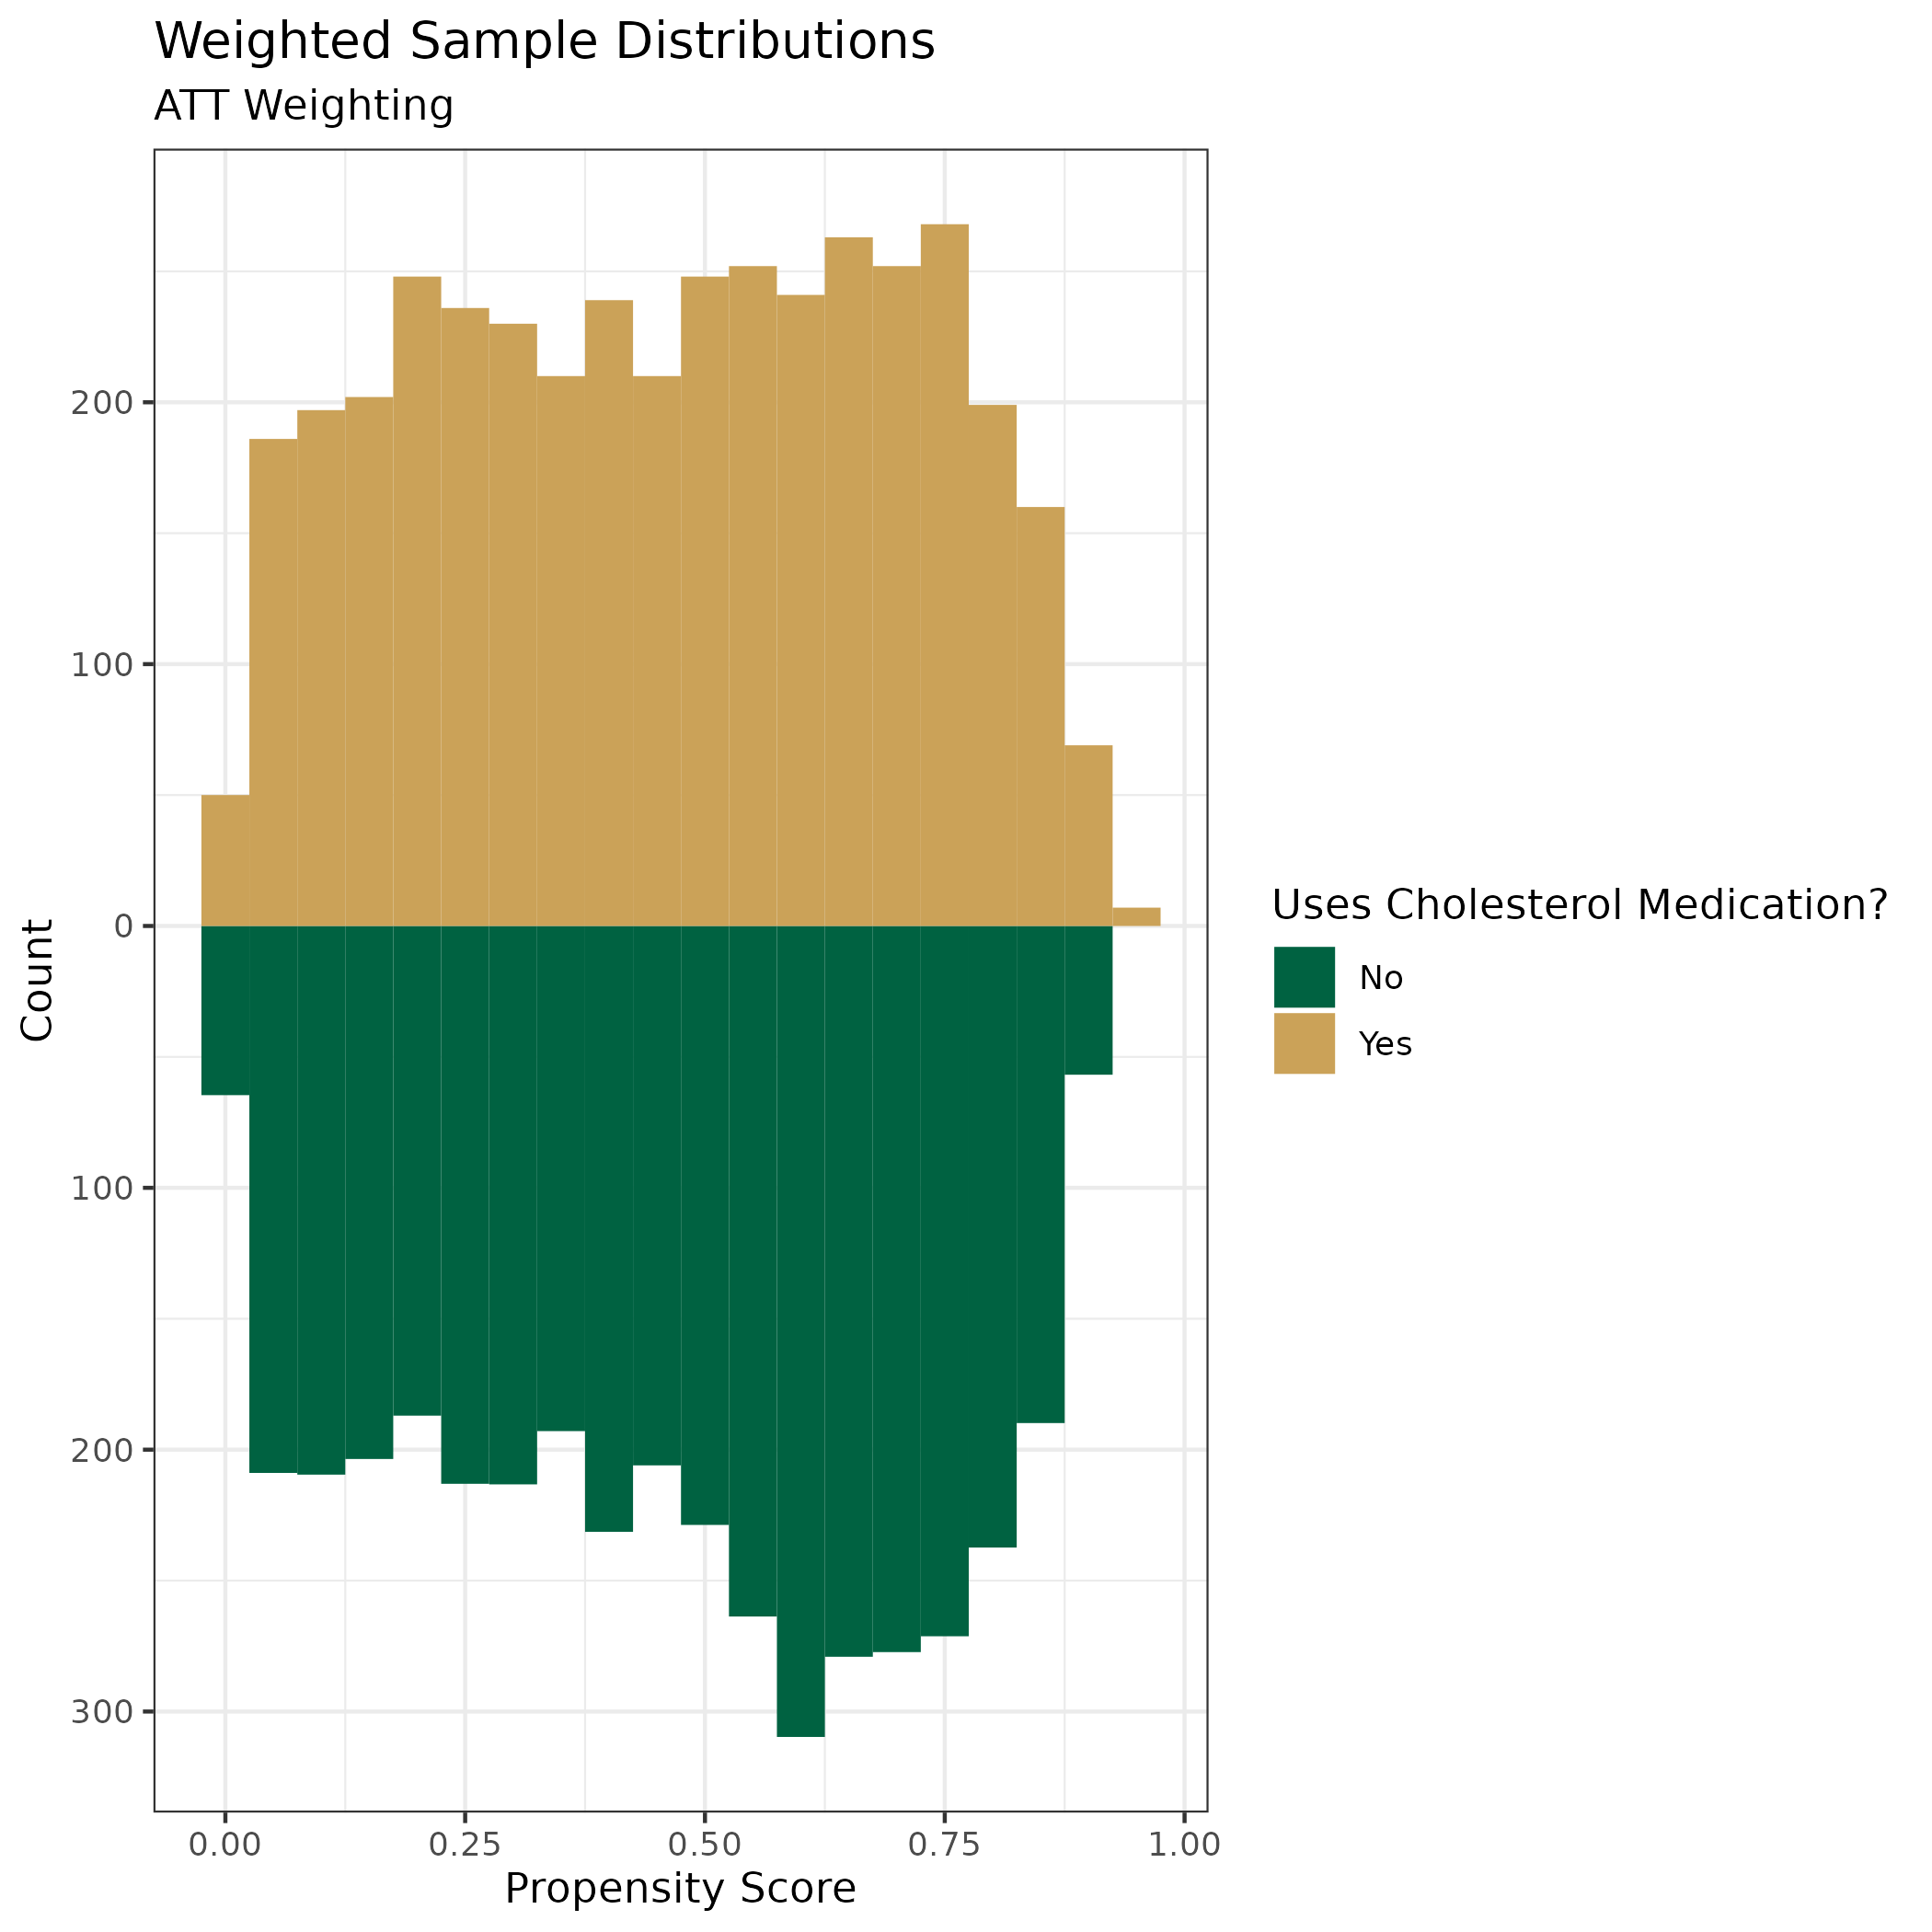 Weighted Sample Distributions
ATT Weighting
200
100
0
100
200
300
Count
0.00 0.25 0.50 0.75 1.00
Propensity Score
Uses Cholesterol Medication?
No
Yes